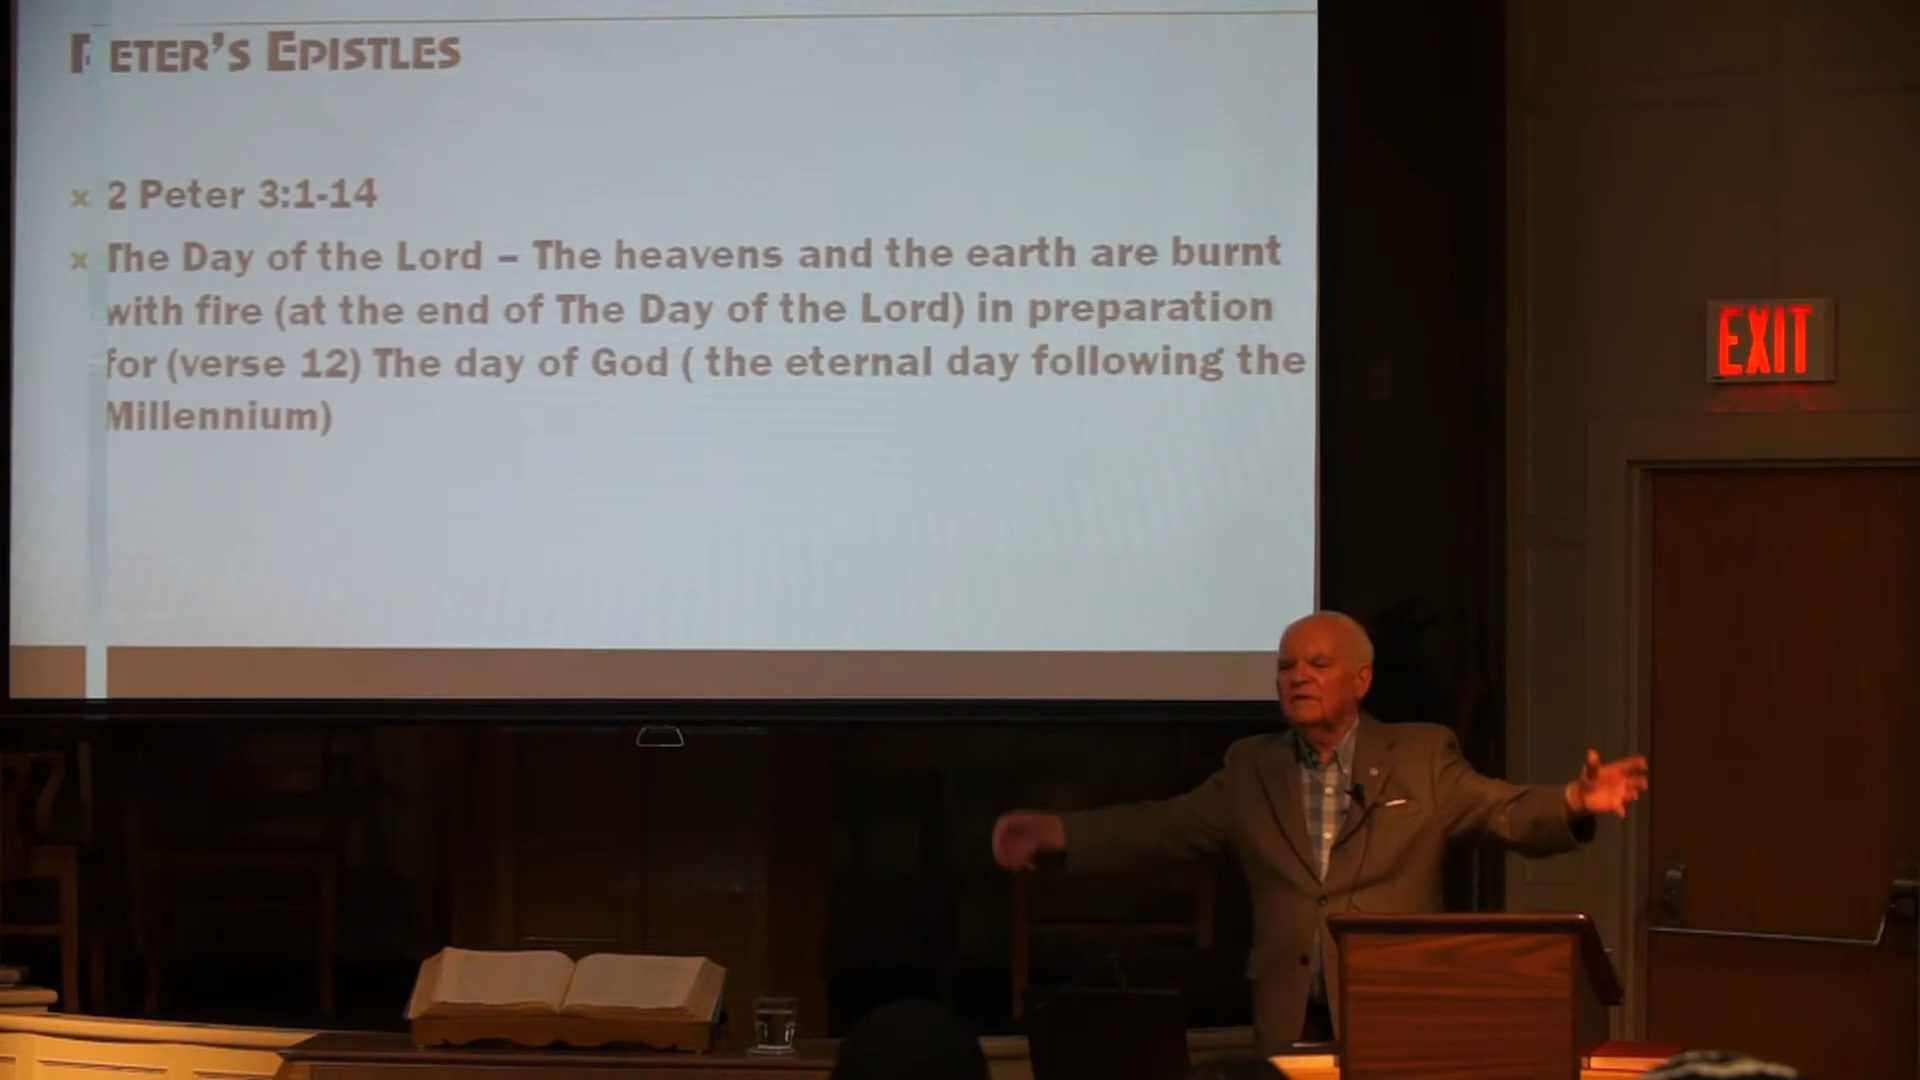 PETER'S EPISTLES
2 Peter 3:1-14
The Day of the Lord – The heavens and the earth are burnt
with fire (at the end of The Day of the Lord) in preparation
for (verse 12) The day of God ( the eternal day following the
Millennium)
EXIT